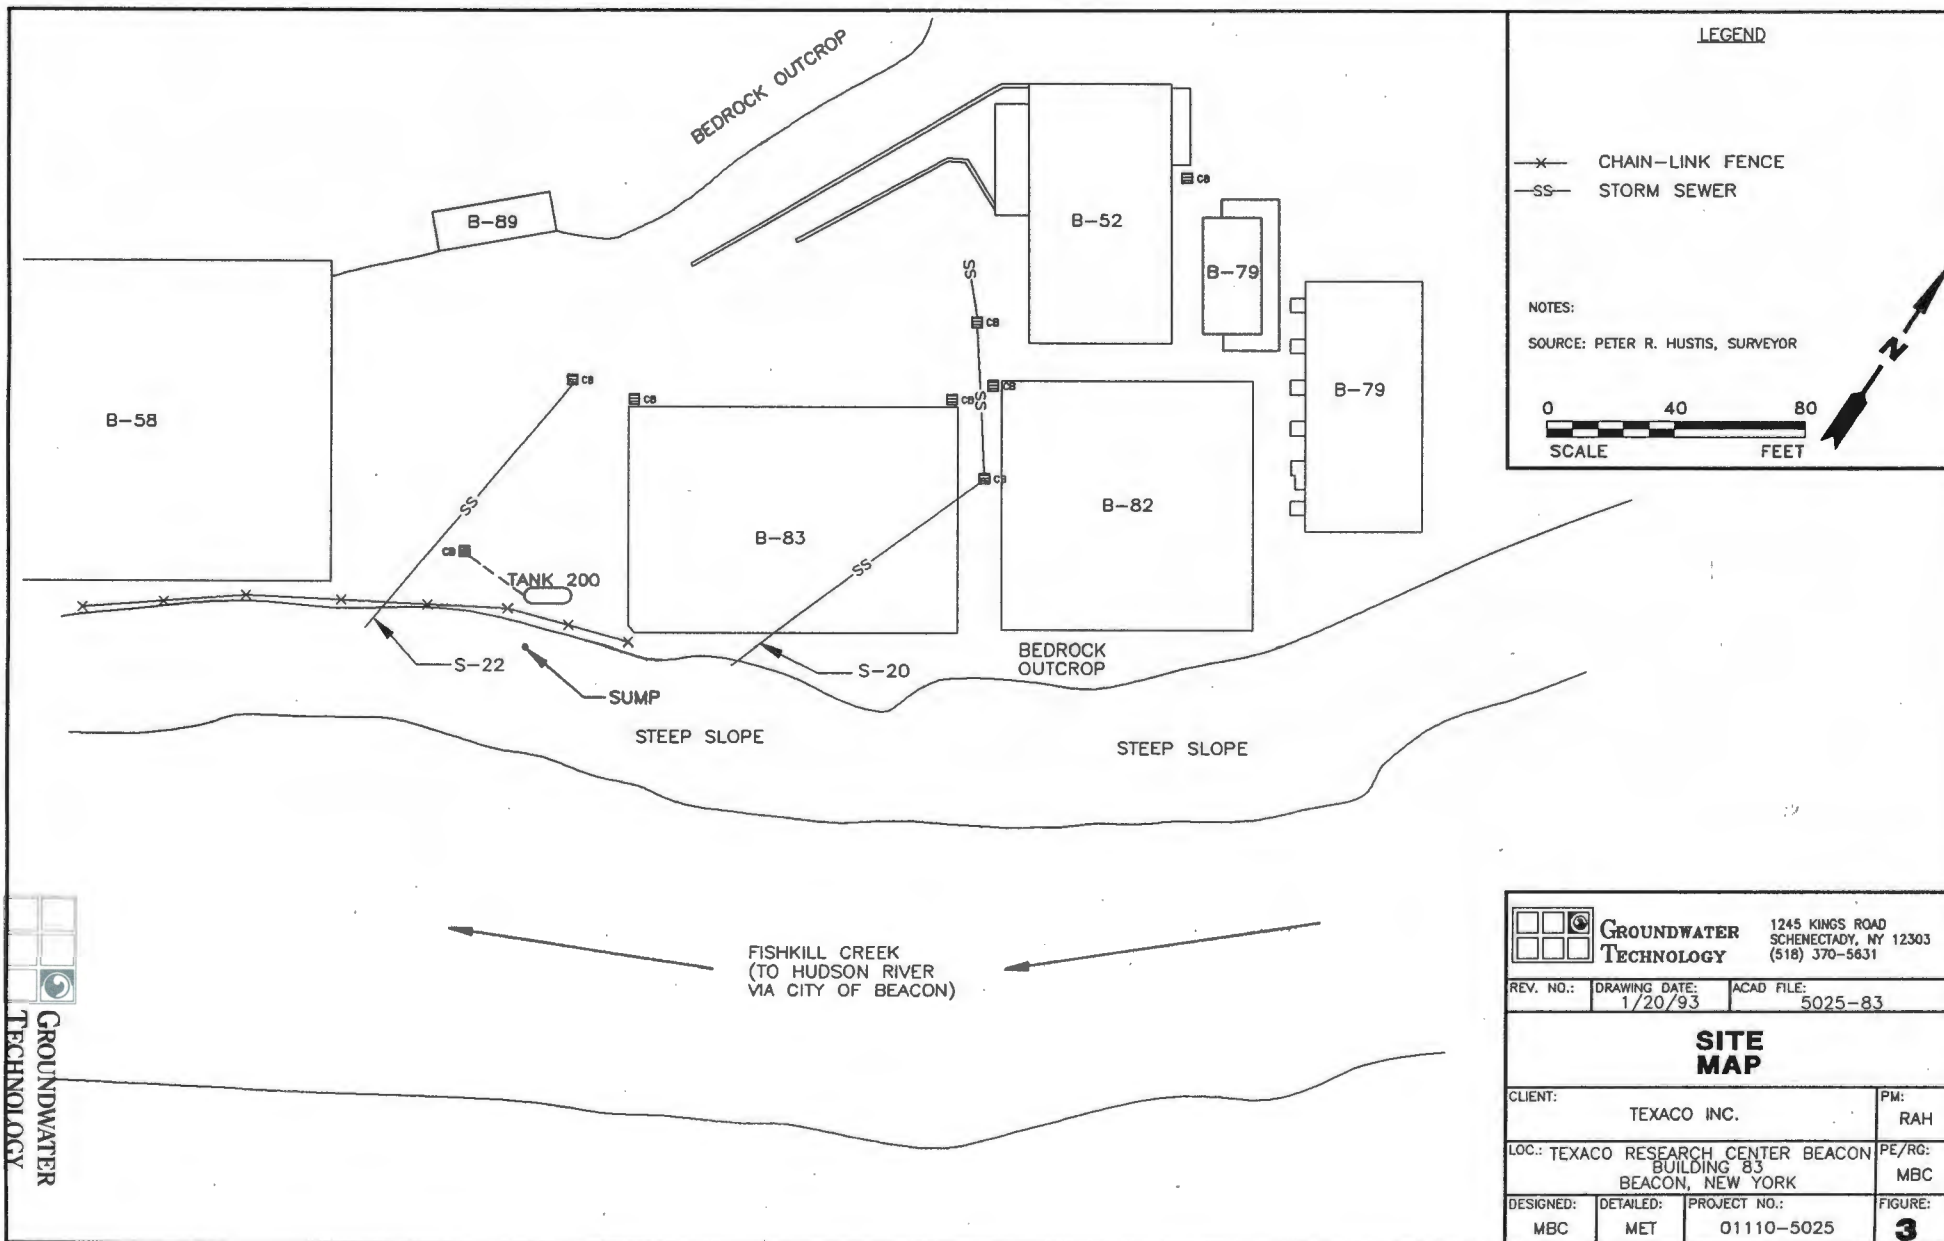 LEGEND
CHAIN-LINK FENCE
SS STORM SEWER
NOTES:
SOURCE: PETER R. HUSTIS, SURVEYOR
N
0 40 80
SCALE FEET
BEDROCK OUTCROP
B-89
B-52
CB
B-79
SS
CB
B-58
CB
CB
CB
SS
CB
B-79
CB
B-83
B-82
SS
SS
CB
TANK 200
BEDROCK
OUTCROP
S-22
S-20
SUMP
STEEP SLOPE
STEEP SLOPE
FISHKILL CREEK
(TO HUDSON RIVER
VIA CITY OF BEACON)
GROUNDWATER
TECHNOLOGY
GROUNDWATER
TECHNOLOGY
1245 KINGS ROAD
SCHENECTADY, NY 12303
(518) 370-5631
REV. NO.:
DRAWING DATE:
1/20/93
ACAD FILE:
5025-83
SITE
MAP
CLIENT:
TEXACO INC.
PM:
RAH
LOC.: TEXACO RESEARCH CENTER BEACON
BUILDING 83
BEACON, NEW YORK
PE/RG:
MBC
DESIGNED:
MBC
DETAILED:
MET
PROJECT NO.:
01110-5025
FIGURE:
3